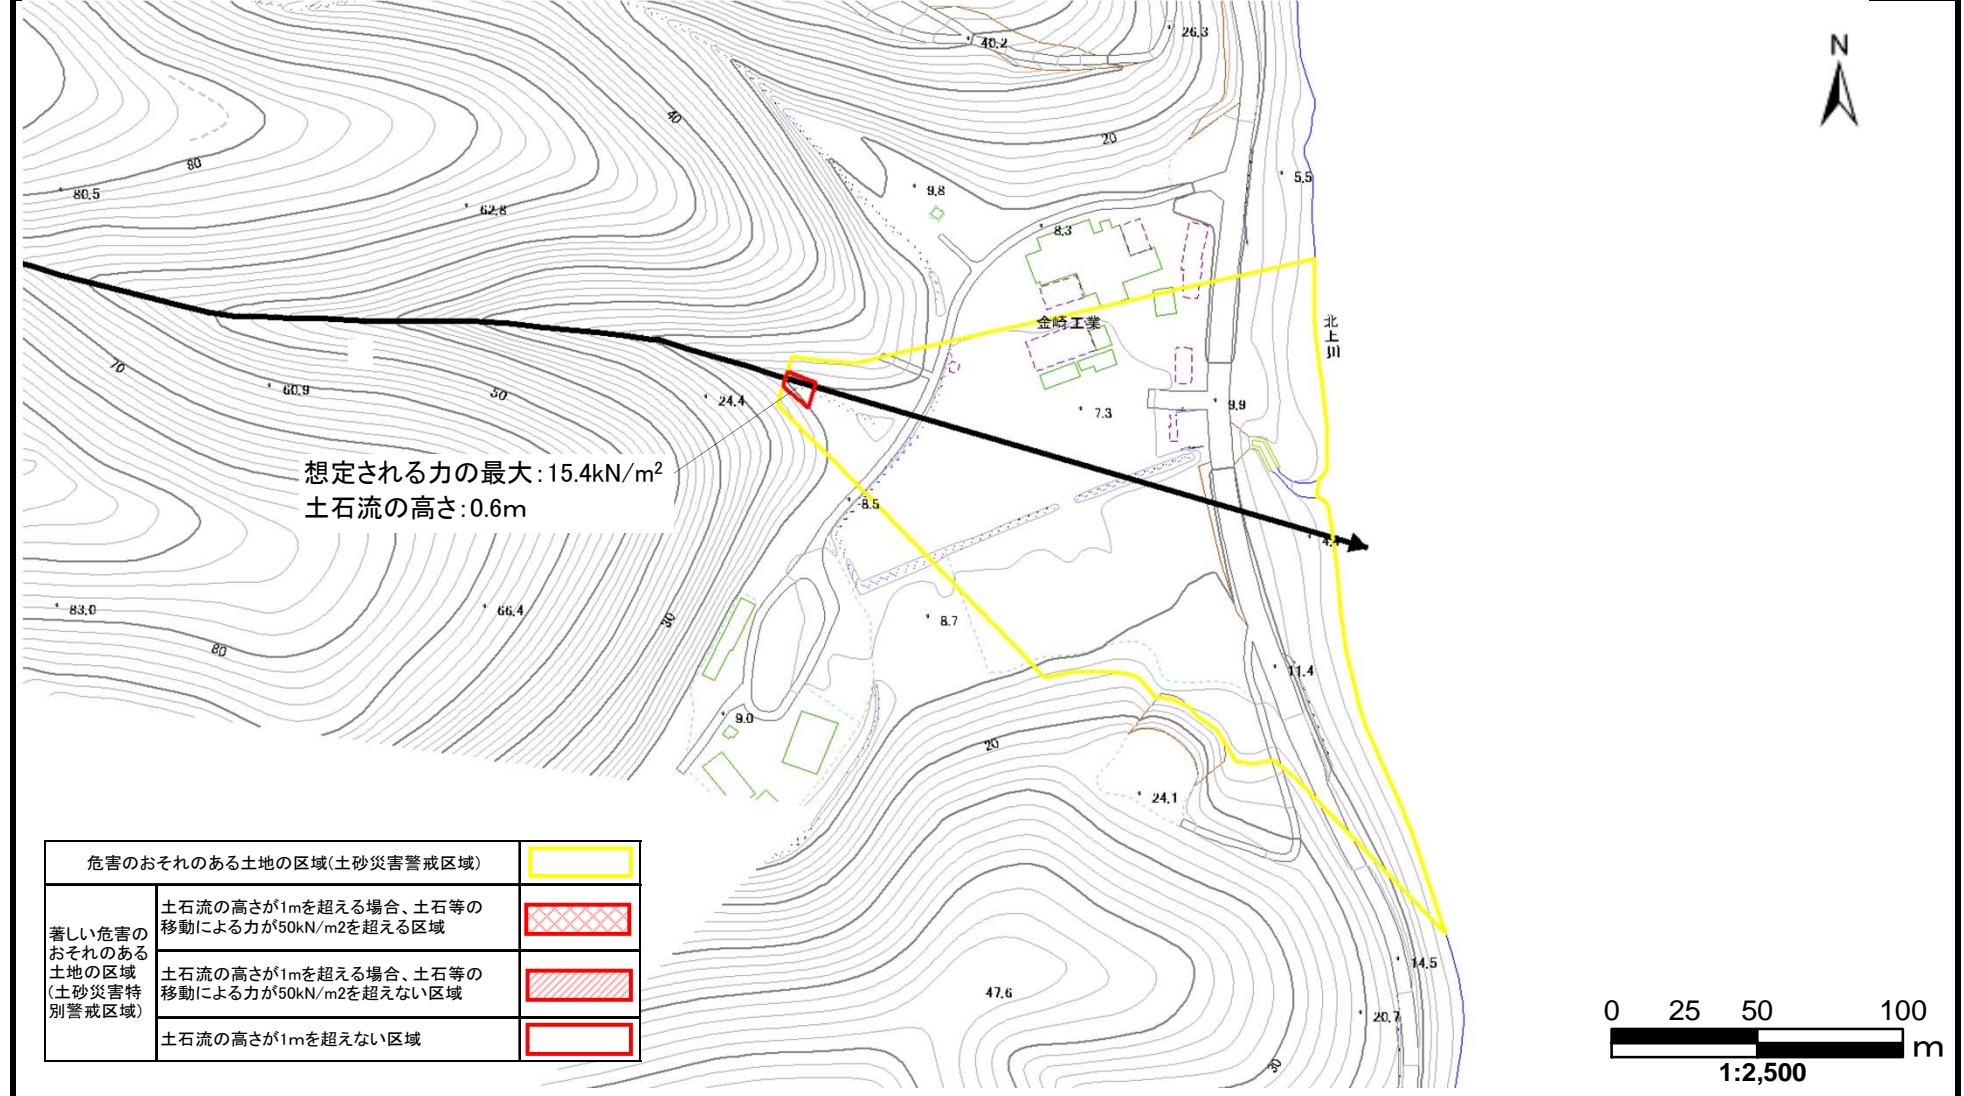 N
40.2
26.3
40
20
5.5
80
80.5
62.8
9.8
8.3
金崎工業
北上川
70
60.9
50
24.4
7.3
9.9
想定される力の最大:15.4kN/m²
土石流の高さ:0.6m
8.5
4.4
83.0
66.4
30
80
8.7
11.4
9.0
20
24.1
14.5
47.6
20.7
30
危害のおそれのある土地の区域(土砂災害警戒区域)
著しい危害の
おそれのある
土地の区域
(土砂災害特
別警戒区域)
土石流の高さが1mを超える場合、土石等の
移動による力が50kN/m2を超える区域
土石流の高さが1mを超える場合、土石等の
移動による力が50kN/m2を超えない区域
土石流の高さが1mを超えない区域
0 25 50 100
m
1:2,500